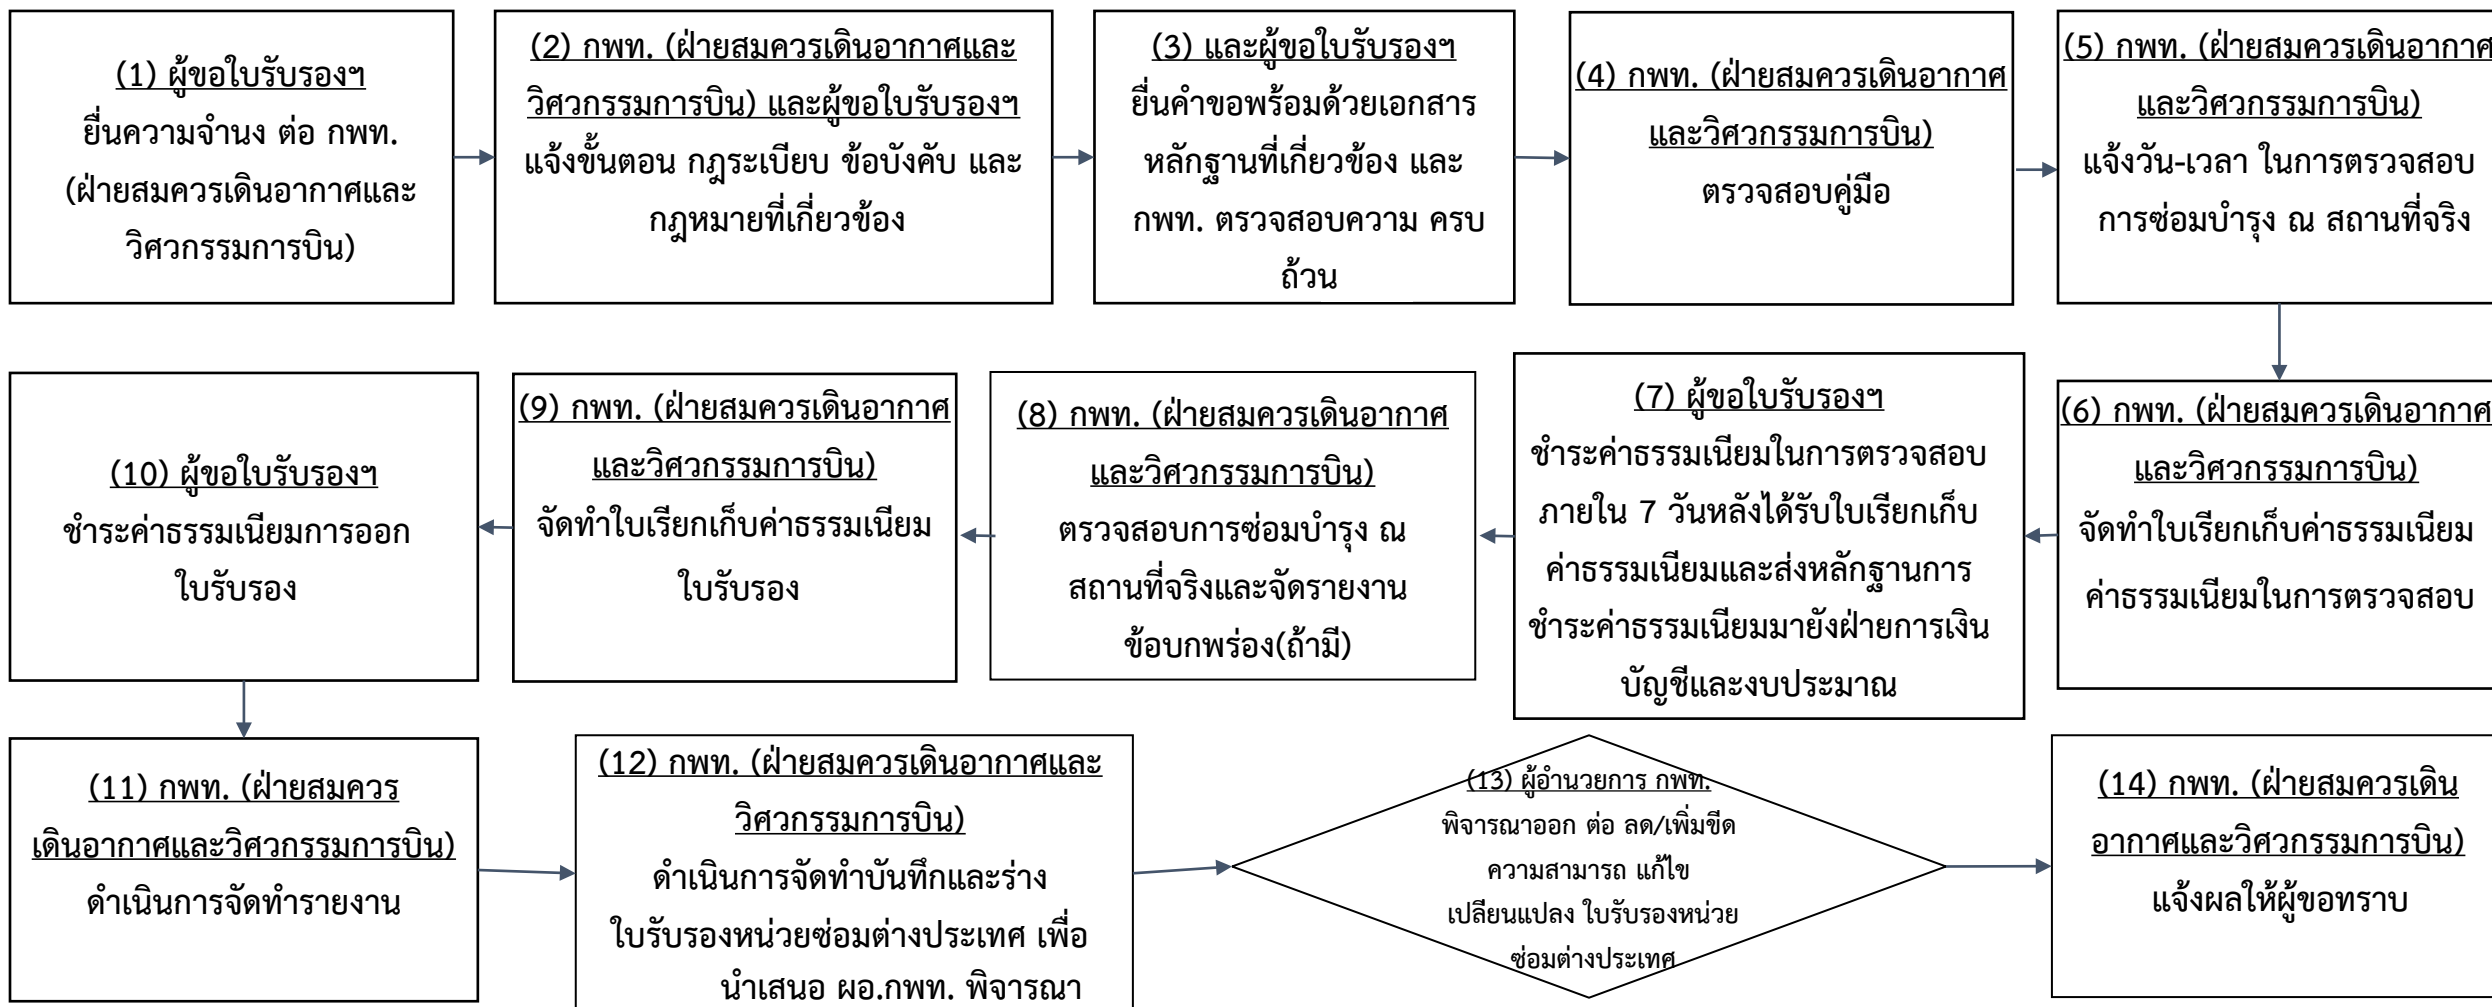 (1) ผู้ขอใบรับรองฯ
ยื่นความจำนง ต่อ กพท.
(ฝ่ายสมควรเดินอากาศและ
วิศวกรรมการบิน)
(2) กพท. (ฝ่ายสมควรเดินอากาศและ
วิศวกรรมการบิน) และผู้ขอใบรับรองฯ
แจ้งขั้นตอน กฎระเบียบ ข้อบังคับ และ
กฎหมายที่เกี่ยวข้อง
(3) และผู้ขอใบรับรองฯ
ยื่นคำขอพร้อมด้วยเอกสาร
หลักฐานที่เกี่ยวข้อง และ
กพท. ตรวจสอบความ ครบ
ถ้วน
(4) กพท. (ฝ่ายสมควรเดินอากาศ
และวิศวกรรมการบิน)
ตรวจสอบคู่มือ
(5) กพท. (ฝ่ายสมควรเดินอากาศ
และวิศวกรรมการบิน)
แจ้งวัน-เวลา ในการตรวจสอบ
การซ่อมบำรุง ณ สถานที่จริง
(6) กพท. (ฝ่ายสมควรเดินอากาศ
และวิศวกรรมการบิน)
จัดทำใบเรียกเก็บค่าธรรมเนียม
ค่าธรรมเนียมในการตรวจสอบ
(7) ผู้ขอใบรับรองฯ
ชำระค่าธรรมเนียมในการตรวจสอบ
ภายใน 7 วันหลังได้รับใบเรียกเก็บ
ค่าธรรมเนียมและส่งหลักฐานการ
ชำระค่าธรรมเนียมมายังฝ่ายการเงิน
บัญชีและงบประมาณ
(8) กพท. (ฝ่ายสมควรเดินอากาศ
และวิศวกรรมการบิน)
ตรวจสอบการซ่อมบำรุง ณ
สถานที่จริงและจัดรายงาน
ข้อบกพร่อง(ถ้ามี)
(9) กพท. (ฝ่ายสมควรเดินอากาศ
และวิศวกรรมการบิน)
จัดทำใบเรียกเก็บค่าธรรมเนียม
ใบรับรอง
(10) ผู้ขอใบรับรองฯ
ชำระค่าธรรมเนียมการออก
ใบรับรอง
(11) กพท. (ฝ่ายสมควร
เดินอากาศและวิศวกรรมการบิน)
ดำเนินการจัดทำรายงาน
(12) กพท. (ฝ่ายสมควรเดินอากาศและ
วิศวกรรมการบิน)
ดำเนินการจัดทำบันทึกและร่าง
ใบรับรองหน่วยซ่อมต่างประเทศ เพื่อ
นำเสนอ ผอ.กพท. พิจารณา
(13) ผู้อำนวยการ กพท.
พิจารณาออก ต่อ ลด/เพิ่มขีด
ความสามารถ แก้ไข
เปลียนแปลง ใบรับรองหน่วย
ซ่อมต่างประเทศ
(14) กพท. (ฝ่ายสมควรเดิน
อากาศและวิศวกรรมการบิน)
แจ้งผลให้ผู้ขอทราบ